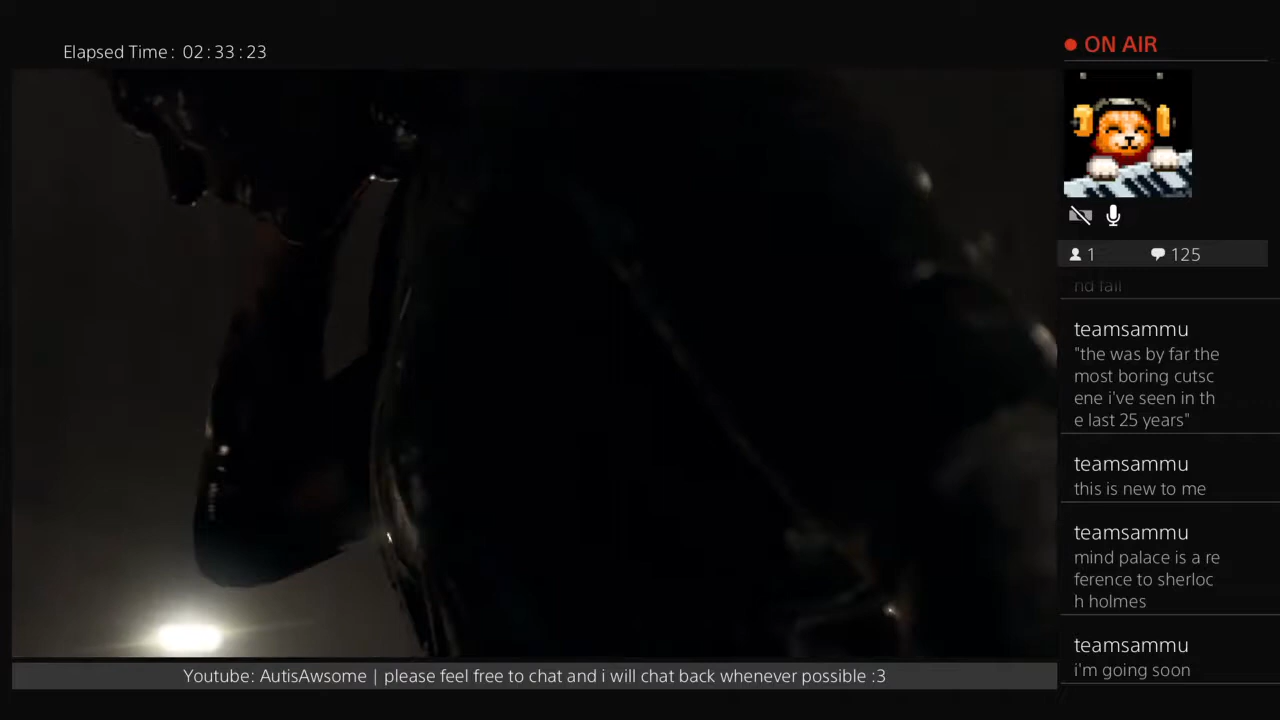 Elapsed Time: 02:33:23
ON AIR
1
125
nd fail
teamsammu
"the was by far the
most boring cutsc
ene i've seen in th
e last 25 years"
teamsammu
this is new to me
teamsammu
mind palace is a re
ference to sherloc
h holmes
teamsammu
i'm going soon
Youtube: AutisAwsome | please feel free to chat and i will chat back whenever possible :3